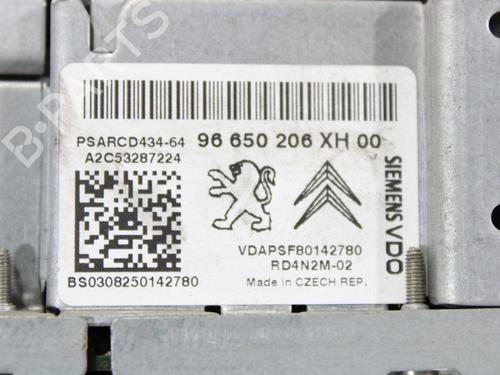 PSARCD434-64 96 650 206 XH 00
A2C53287224
SIEMENS VDO
VDAPSF80142780
RD4N2M-02
BS0308250142780 Made in CZECH REP.
B-PARTS